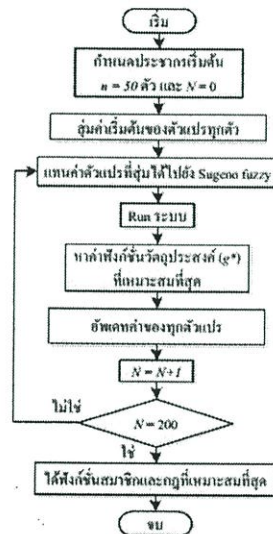 เริ่ม
กำหนดประชากรเริ่มต้น
n = 50 ตัว และ N = 0
สุ่มค่าเริ่มต้นของตัวแปรทุกตัว
แทนค่าตัวแปรที่สุ่มได้ไปยัง Sugeno fuzzy
Run ระบบ
หาค่าฟังก์ชันวัตถุประสงค์ (g*)
ที่เหมาะสมที่สุด
อัพเดทค่าของทุกตัวแปร
N = N+1
ไม่ใช่
N = 200
ใช่
ได้ฟังก์ชั่นสมาชิกและกฎที่เหมาะสมที่สุด
จบ